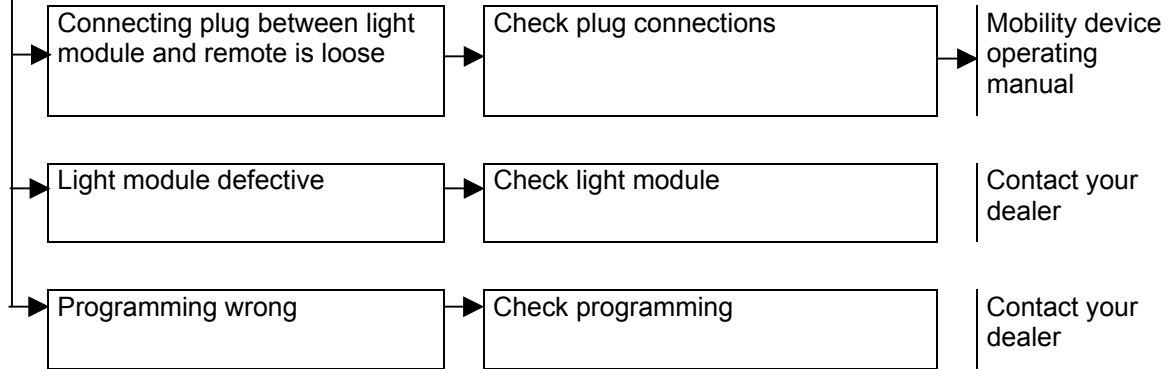 Connecting plug between light
module and remote is loose
Check plug connections
Mobility device
operating
manual
Light module defective
Check light module
Contact your
dealer
Programming wrong
Check programming
Contact your
dealer